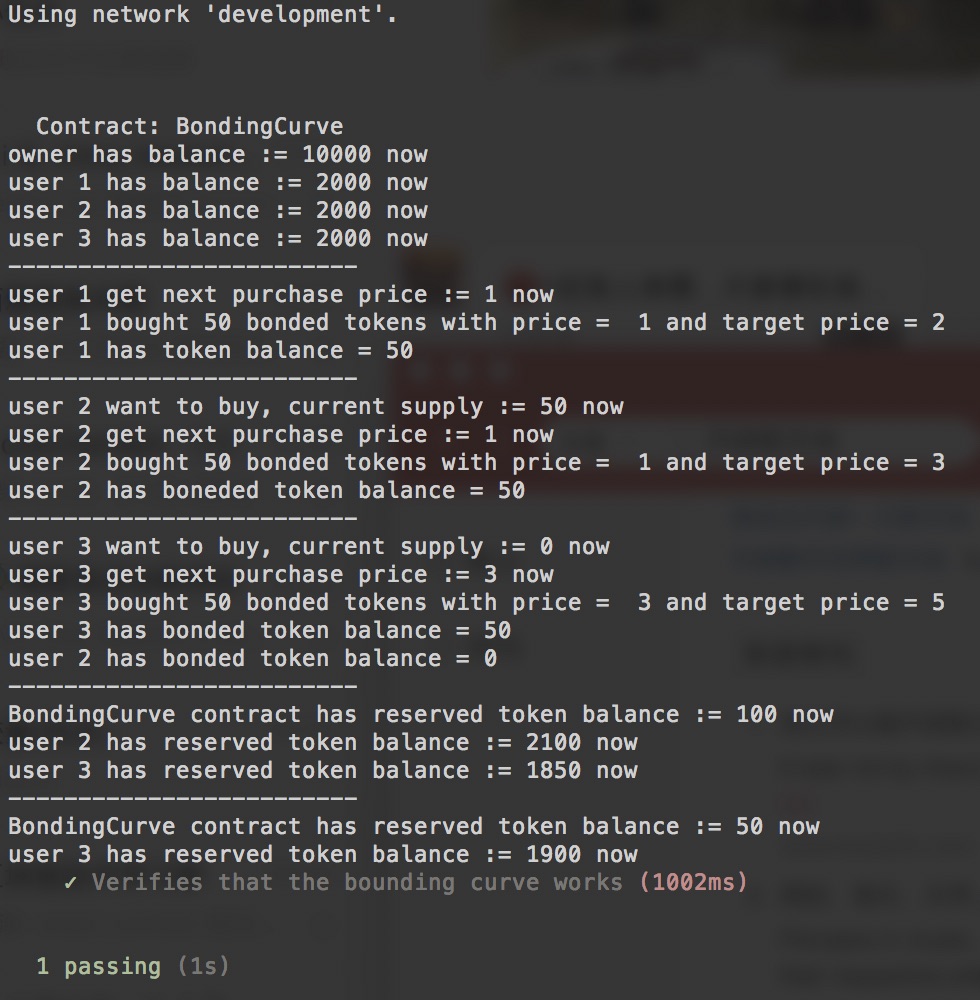 Using network 'development'.
Contract: BondingCurve
owner has balance := 10000 now
user 1 has balance := 2000 now
user 2 has balance := 2000 now
user 3 has balance := 2000 now
-------------------------
user 1 get next purchase price := 1 now
user 1 bought 50 bonded tokens with price =  1 and target price = 2
user 1 has token balance = 50
-------------------------
user 2 want to buy, current supply := 50 now
user 2 get next purchase price := 1 now
user 2 bought 50 bonded tokens with price =  1 and target price = 3
user 2 has boneded token balance = 50
-------------------------
user 3 want to buy, current supply := 0 now
user 3 get next purchase price := 3 now
user 3 bought 50 bonded tokens with price =  3 and target price = 5
user 3 has bonded token balance = 50
user 2 has bonded token balance = 0
-------------------------
BondingCurve contract has reserved token balance := 100 now
user 2 has reserved token balance := 2100 now
user 3 has reserved token balance := 1850 now
-------------------------
BondingCurve contract has reserved token balance := 50 now
user 3 has reserved token balance := 1900 now
✓ Verifies that the bounding curve works (1002ms)
1 passing (1s)